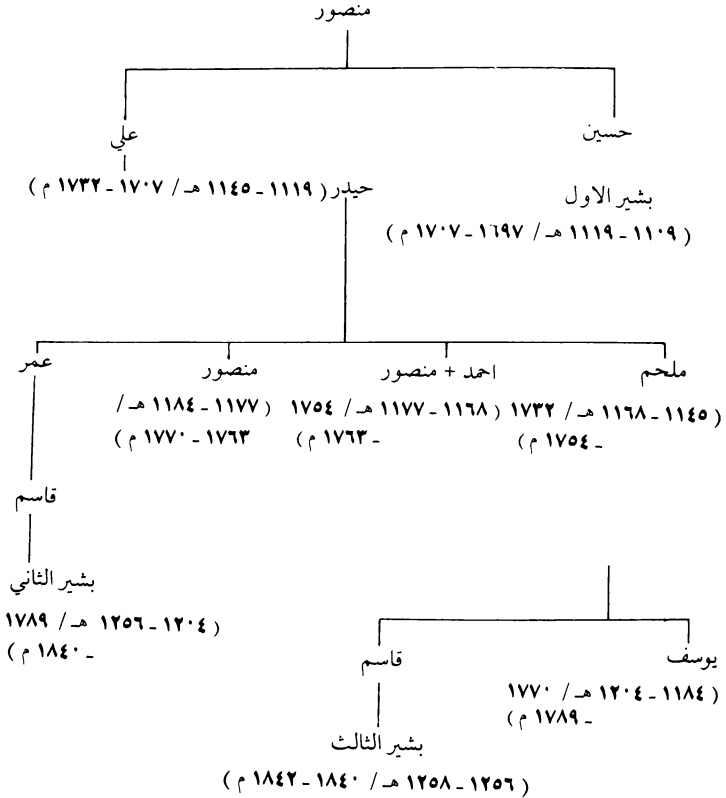 منصور
حسين
علي
بشير الاول
(١١٠٩ - ١١١٩ هـ / ١٦٩٧ - ١٧٠٧ م)
حيدر (١١١٩ - ١١٤٥ هـ / ١٧٠٧ - ١٧٣٢ م)
ملحم
(١١٤٥ - ١١٦٨ هـ / ١٧٣٢
- ١٧٥٤ م)
احمد + منصور
(١١٦٨ - ١١٧٧ هـ / ١٧٥٤
- ١٧٦٣ م)
منصور
(١١٧٧ - ١١٨٤ هـ /
١٧٦٣ - ١٧٧٠ م)
عمر
قاسم
بشير الثاني
(١٢٠٤ - ١٢٥٦ هـ / ١٧٨٩
- ١٨٤٠ م)
يوسف
(١١٨٤ - ١٢٠٤ هـ / ١٧٧٠
- ١٧٨٩ م)
قاسم
بشير الثالث
(١٢٥٦ - ١٢٥٨ هـ / ١٨٤٠ - ١٨٤٢ م)